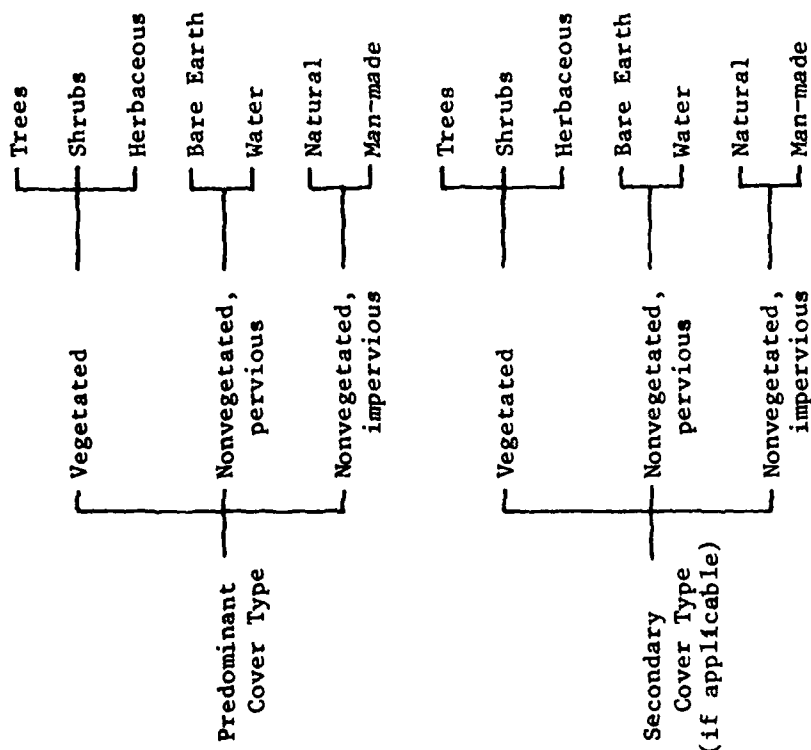 Predominant
Cover Type
Vegetated
Trees
Shrubs
Herbaceous
Nonvegetated,
pervious
Bare Earth
Water
Nonvegetated,
impervious
Natural
Man-made
Secondary
Cover Type
(if applicable)
Vegetated
Trees
Shrubs
Herbaceous
Nonvegetated,
pervious
Bare Earth
Water
Nonvegetated,
impervious
Natural
Man-made